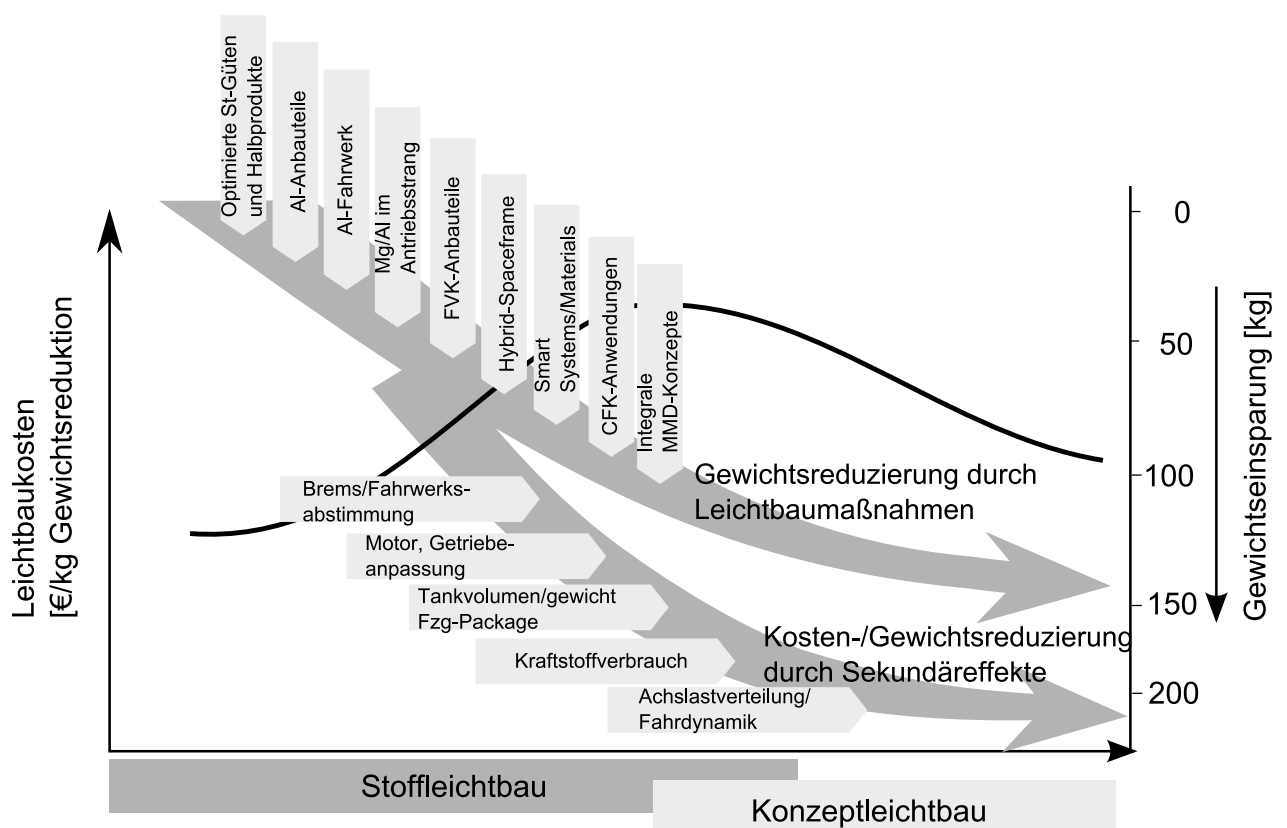 Optimierte St-Güten
und Halbprodukte
Al-Anbauteile
Al-Fahrwerk
Mg/Al im
Antriebsstrang
FVK-Anbauteile
Hybrid-Spaceframe
Smart
Systems/Materials
CFK-Anwendungen
Integrale
MMD-Konzepte
Leichtbaukosten
[€/kg Gewichtsreduktion]
0
50
100
150
200
Gewichtseinsparung [kg]
Gewichtsreduzierung durch
Leichtbaumaßnahmen
Brems/Fahrwerks-
abstimmung
Motor, Getriebe-
anpassung
Tankvolumen/gewicht
Fzg-Package
Kraftstoffverbrauch
Achslastverteilung/
Fahrdynamik
Kosten-/Gewichtsreduzierung
durch Sekundäreffekte
Stoffleichtbau
Konzeptleichtbau